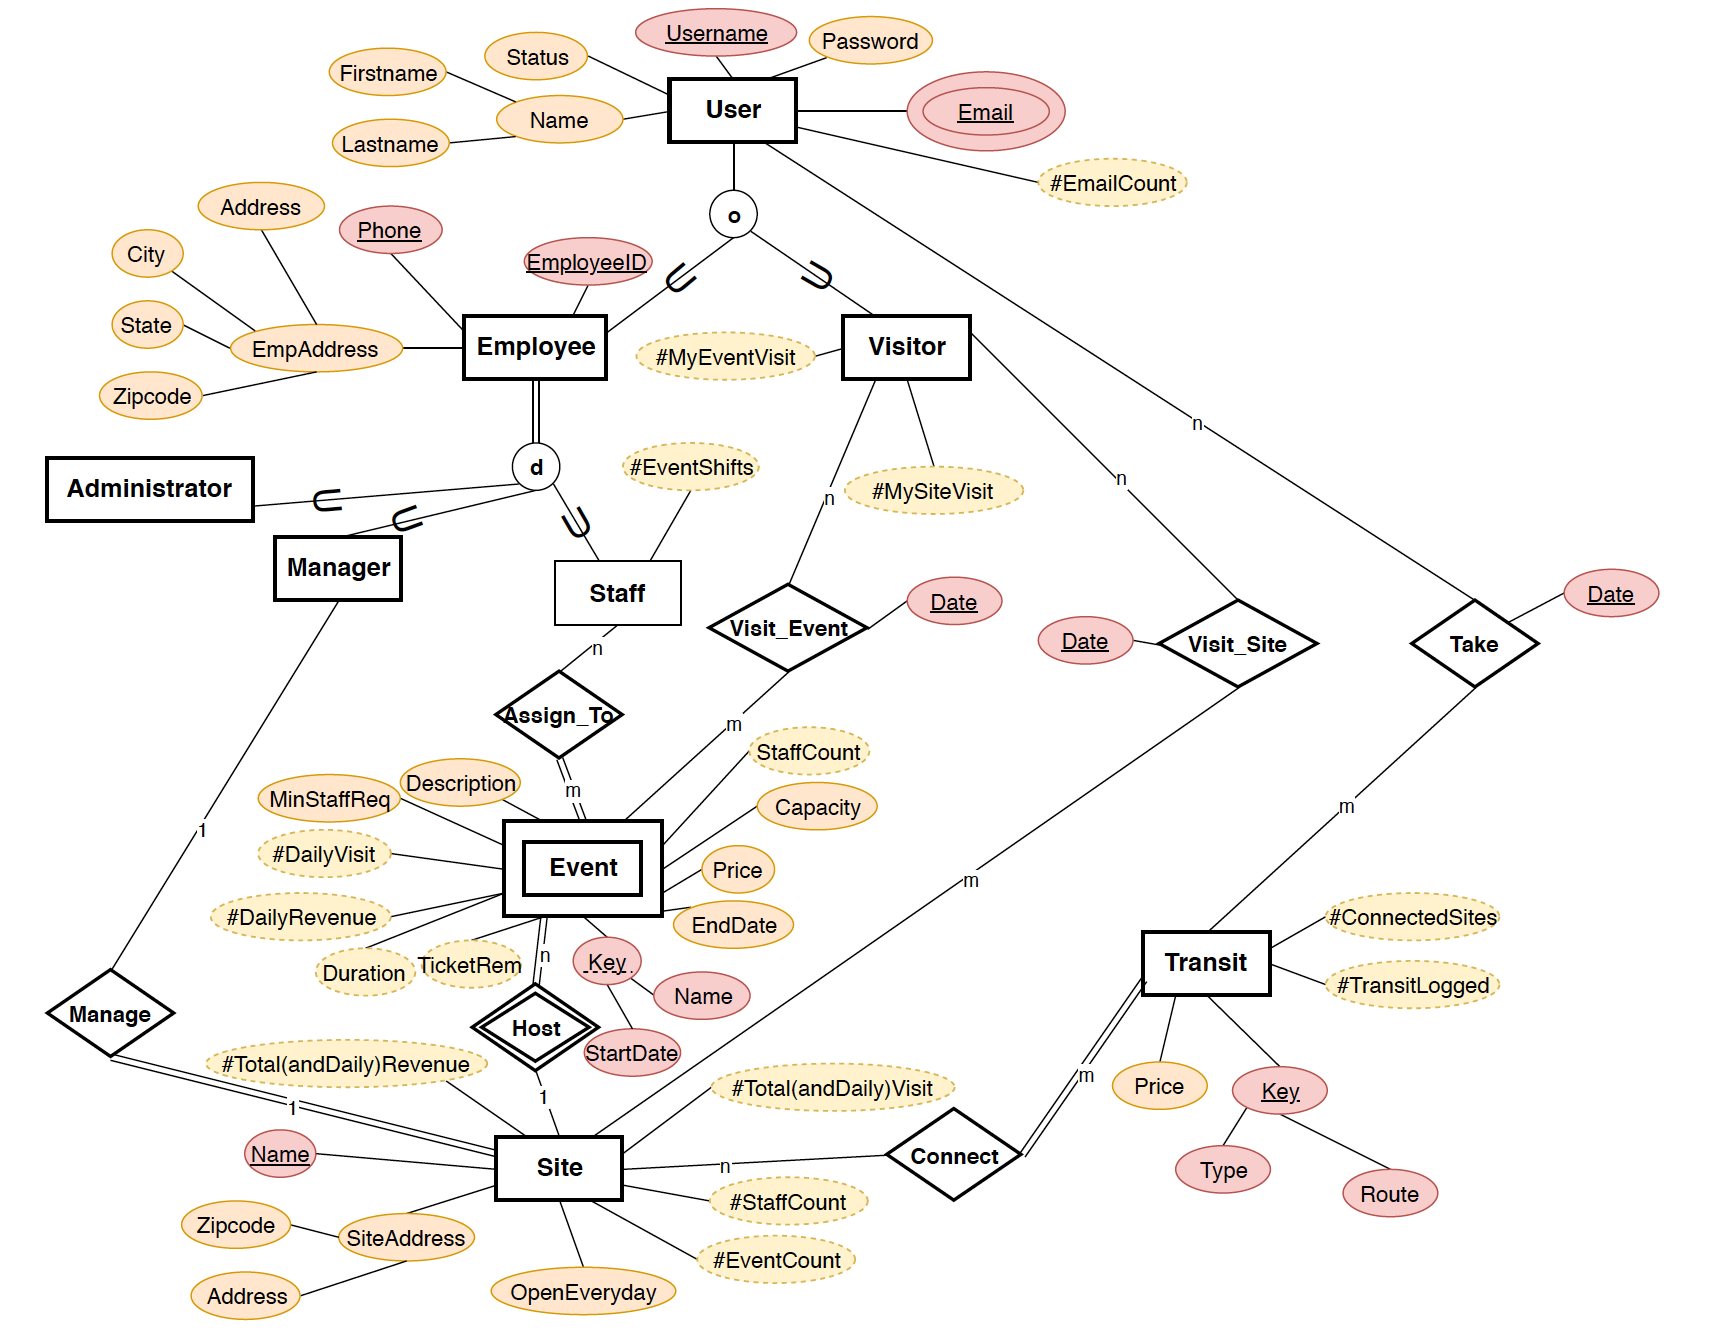 Username
Password
Status
Firstname
User
Email
Name
Lastname
#EmailCount
Address
o
Phone
City
EmployeeID
State
EmpAddress
Employee
#MyEventVisit
Visitor
Zipcode
n
d
#EventShifts
n
Administrator
#MySiteVisit
n
Manager
Staff
Date
Date
Visit_Event
Date
Visit_Site
Take
n
Assign_To
m
StaffCount
Description
m
MinStaffReq
Capacity
m
1
#DailyVisit
Event
Price
m
#DailyRevenue
EndDate
#ConnectedSites
Duration
TicketRem
n
Key
Transit
#TransitLogged
Name
Manage
Host
StartDate
#Total(andDaily)Revenue
m
#Total(andDaily)Visit
Price
Key
1
1
Name
Site
n
Connect
Type
#StaffCount
Route
Zipcode
SiteAddress
#EventCount
Address
OpenEveryday